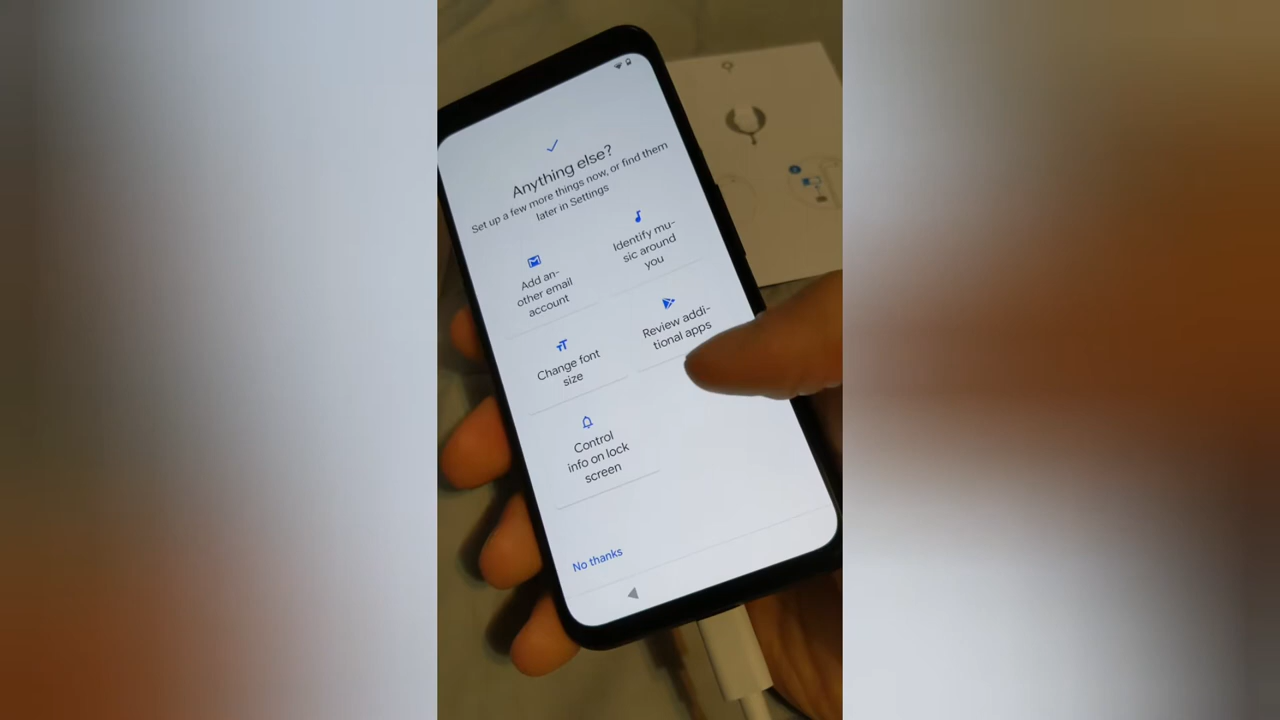 Anything else?
Set up a few more things now, or find them
later in Settings
Add an-
other email
account
Identify mu-
sic around
you
Change font
size
Review addi-
tional apps
Control
info on lock
screen
No thanks